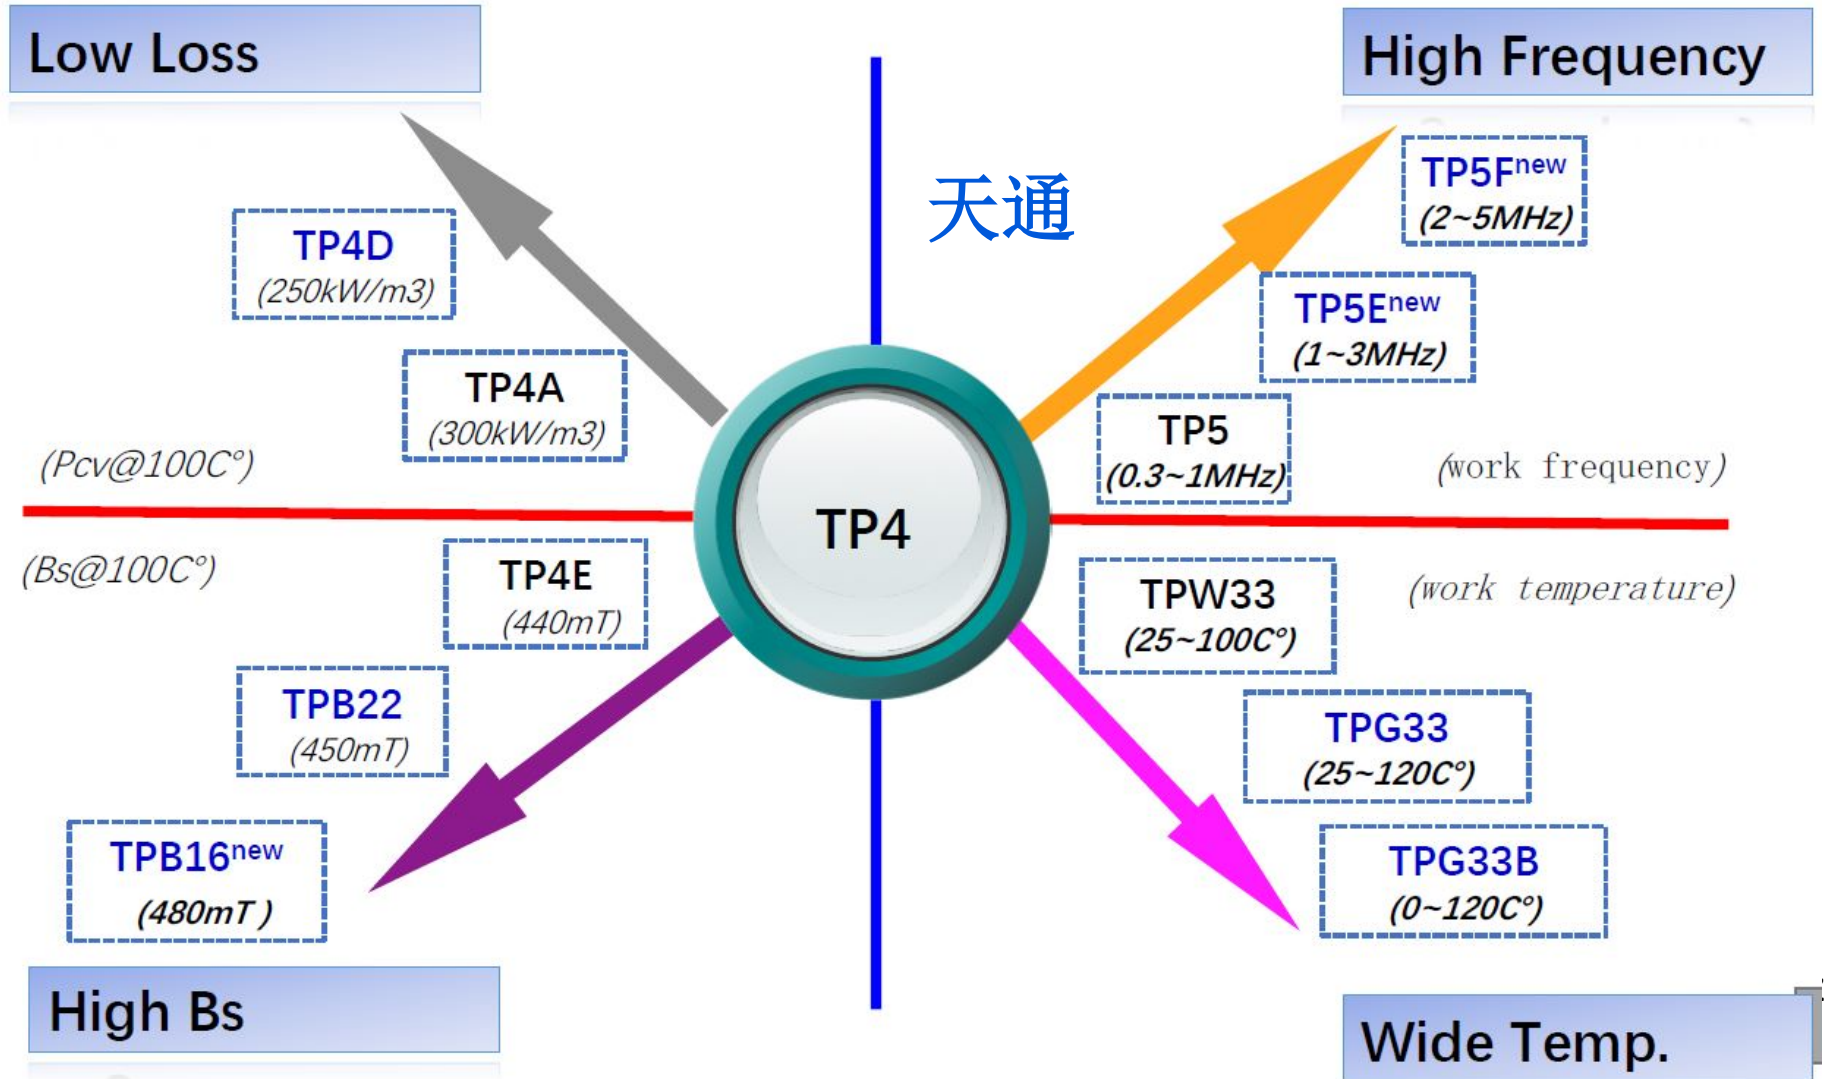 Low Loss
High Frequency
天通
TP5Fnew
(2~5MHz)
TP4D
(250kW/m3)
TP5Enew
(1~3MHz)
TP4A
(300kW/m3)
TP5
(0.3~1MHz)
(Pcv@100C°)
(work frequency)
TP4
(Bs@100C°)
TP4E
(440mT)
TPW33
(25~100C°)
(work temperature)
TPB22
(450mT)
TPG33
(25~120C°)
TPB16new
(480mT )
TPG33B
(0~120C°)
High Bs
Wide Temp.